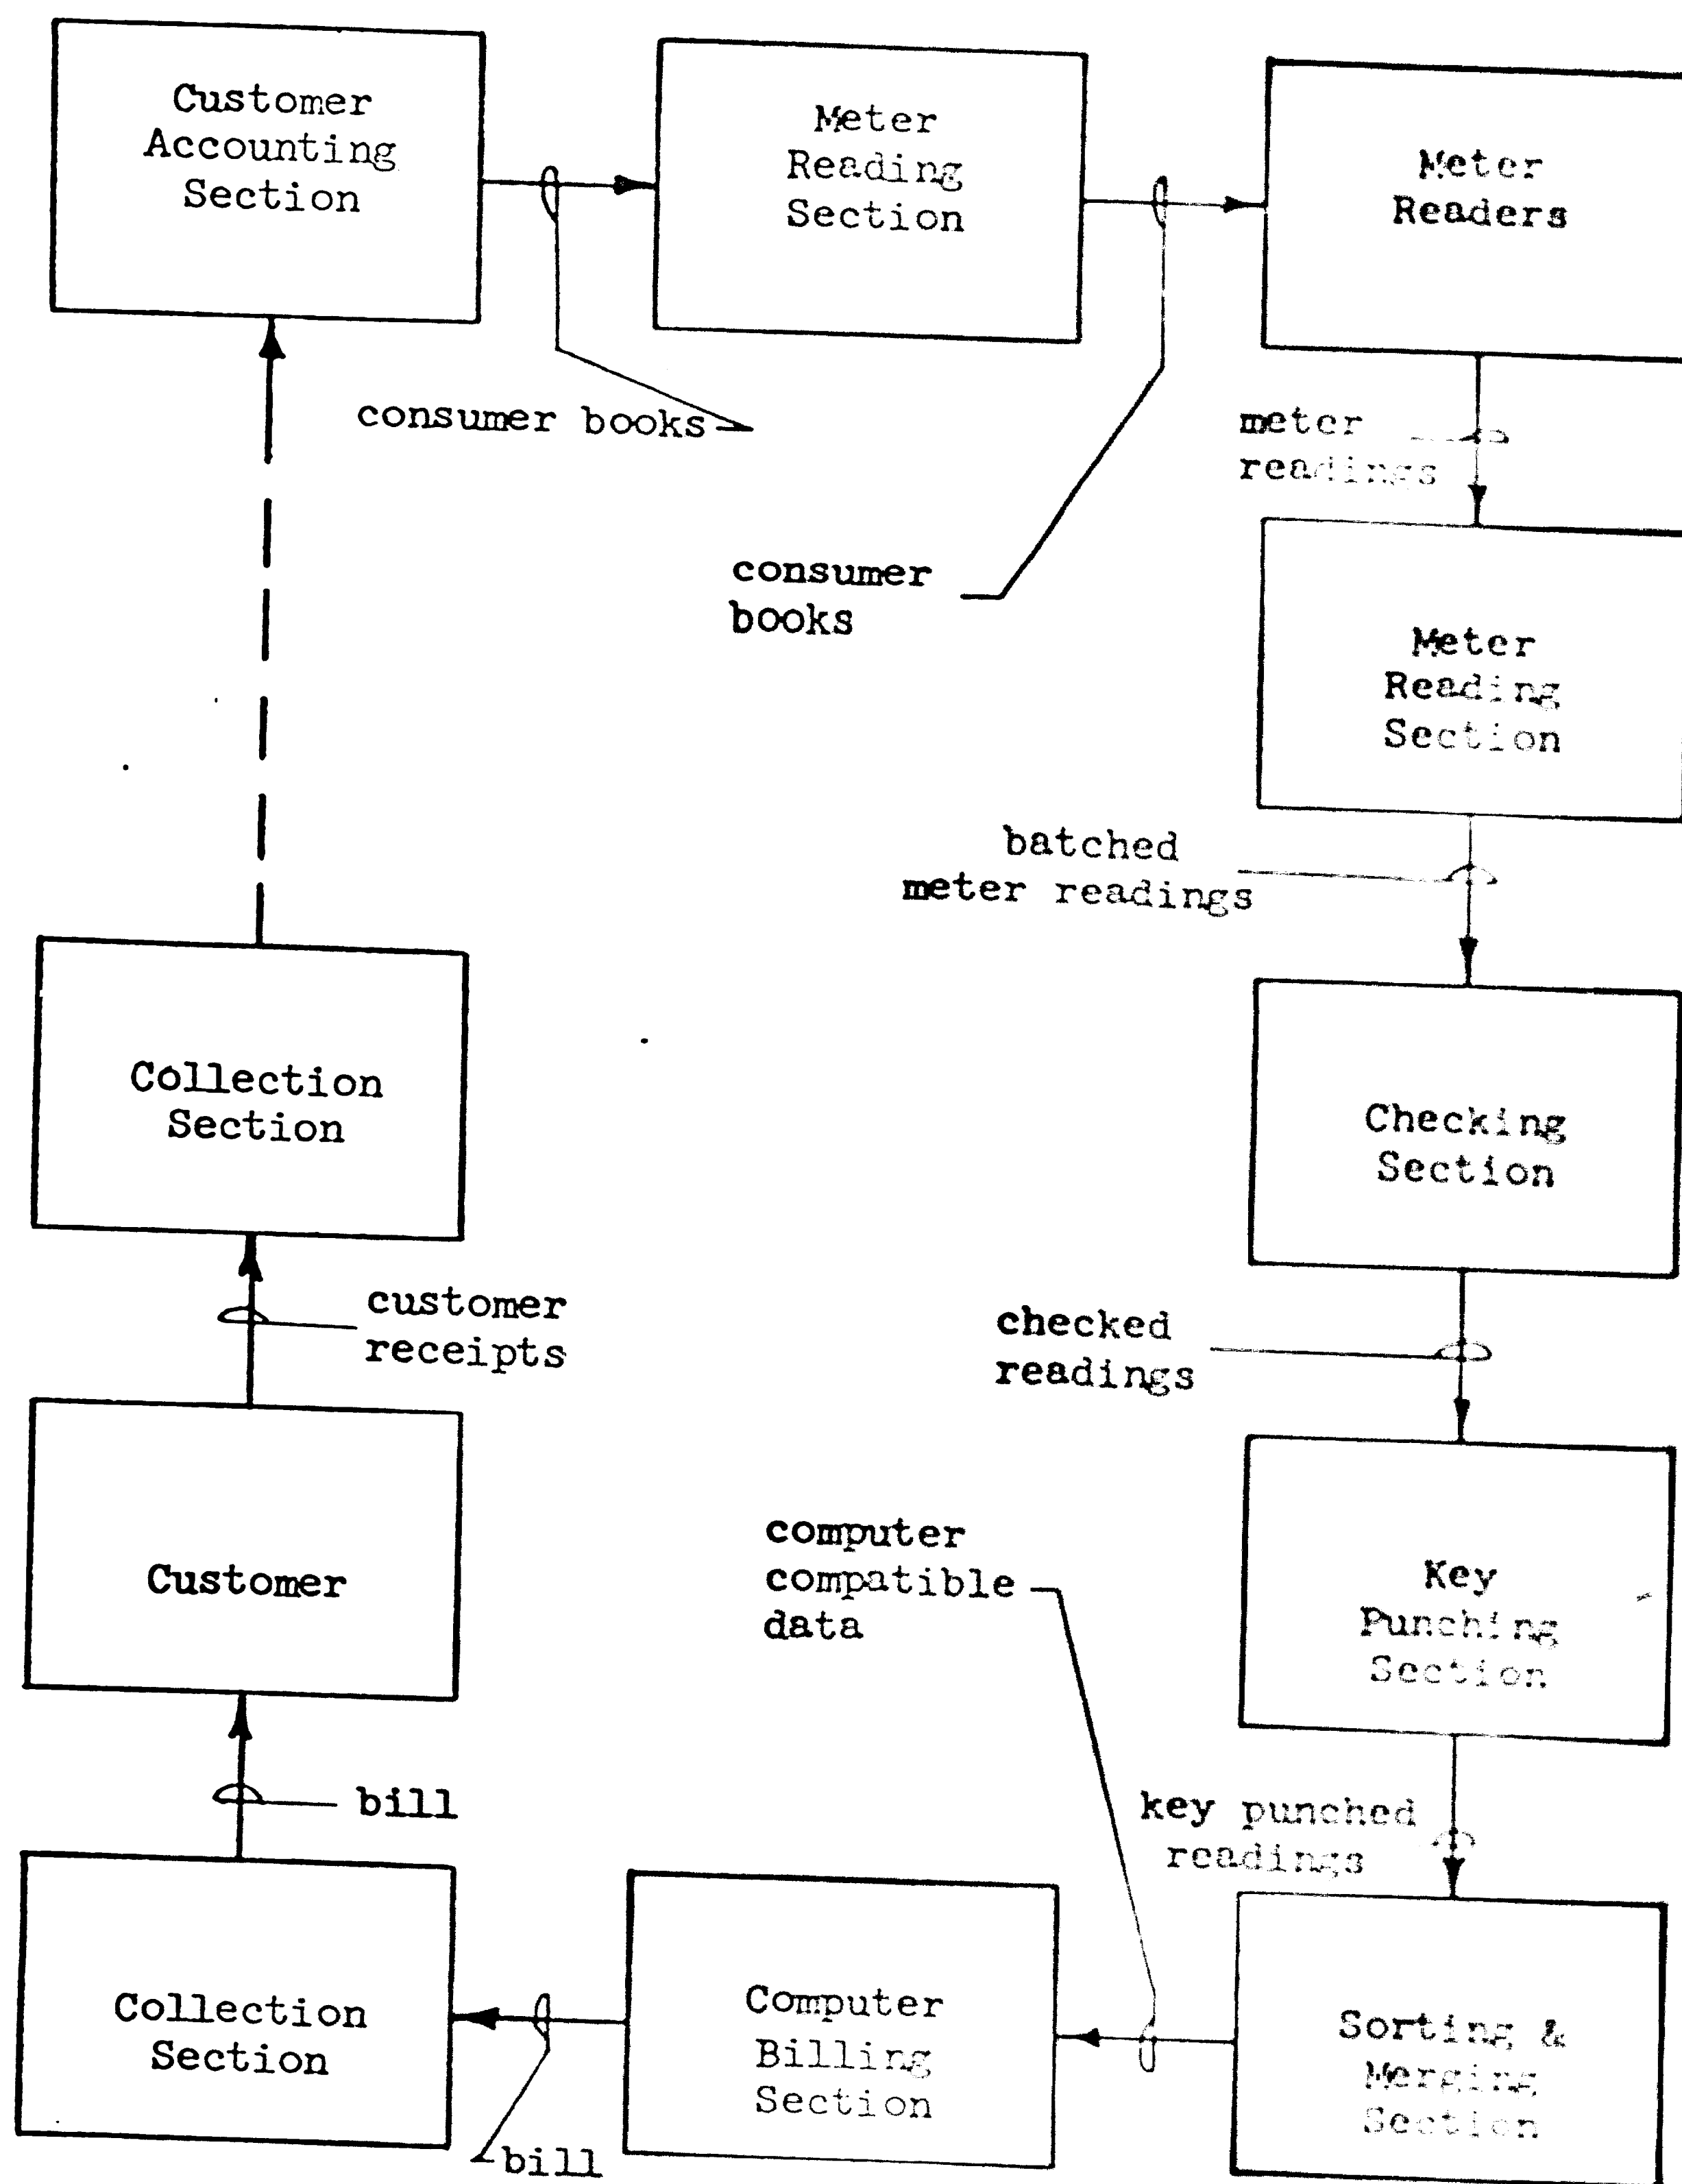 Customer
Accounting
Section
Meter
Reading
Section
Meter
Readers
consumer books
meter
readings
consumer
books
Meter
Reading
Section
batched
meter readings
Collection
Section
Checking
Section
customer
receipts
checked
readings
Customer
computer
compatible
data
Key
Punching
Section
bill
key punched
readings
Collection
Section
Computer
Billing
Section
Sorting &
Merging
Section
bill